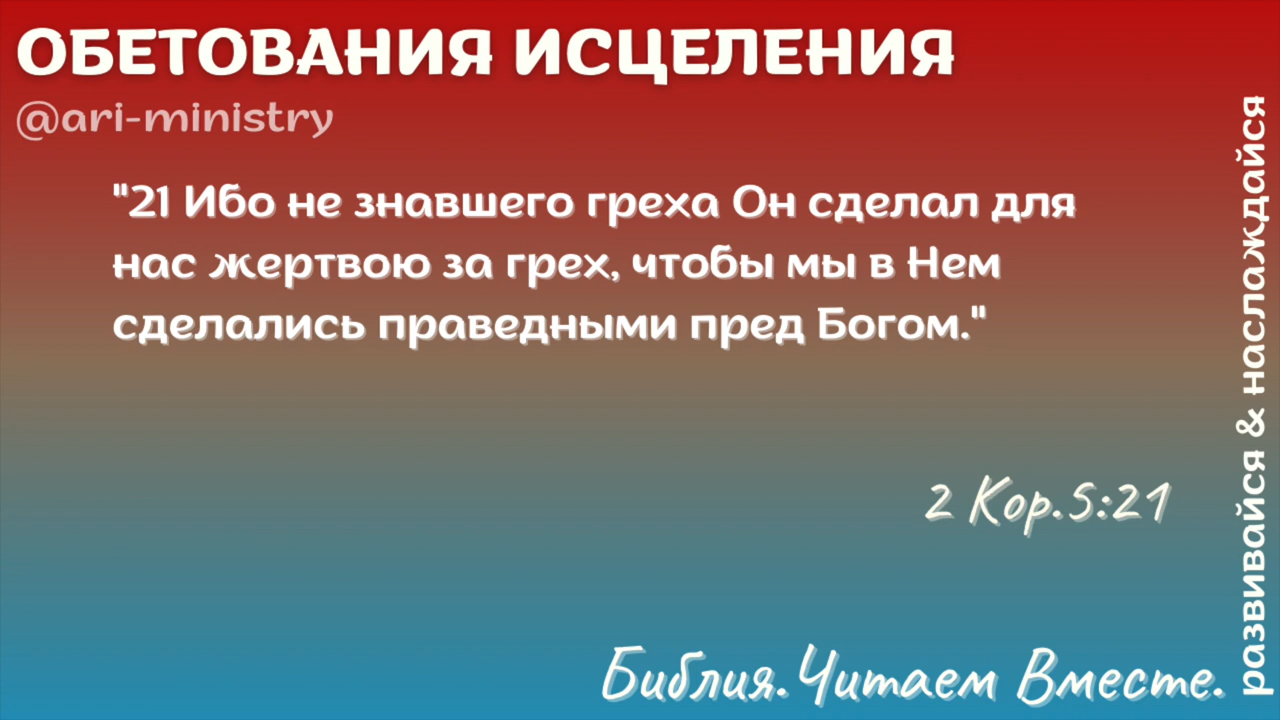 ОБЕТОВАНИЯ ИСЦЕЛЕНИЯ
@ari-ministry
"21 Ибо не знавшего греха Он сделал для
нас жертвою за грех, чтобы мы в Нем
сделались праведными пред Богом."
2 Кор.5:21
Библия.Читаем Вместе.
развивайся & наслаждайся